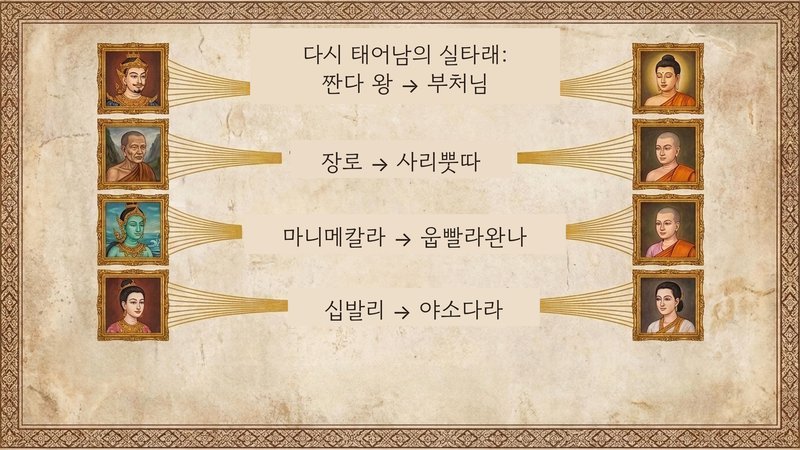 다시 태어남의 실타래:
짠다 왕 → 부처님
장로 → 사리뿟따
마니메칼라 → 웁빨라완나
십발리 → 야소다라